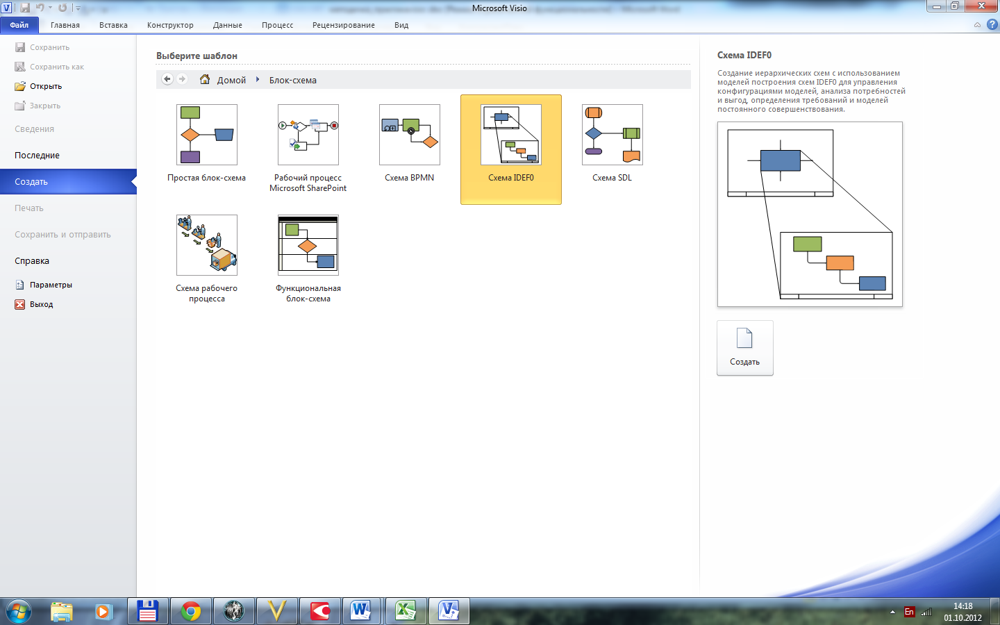 Microsoft Visio
Файл
Главная
Вставка
Конструктор
Данные
Процесс
Рецензирование
Вид
Сохранить
Сохранить как
Открыть
Закрыть
Сведения
Последние
Создать
Печать
Сохранить и отправить
Справка
Параметры
Выход
Выберите шаблон
Домой
Блок-схема
Простая блок-схема
Рабочий процесс
Microsoft SharePoint
Схема BPMN
Схема IDEF0
Схема SDL
Схема рабочего
процесса
Функциональная
блок-схема
Схема IDEF0
Создание иерархических схем с использованием
моделей построения схем IDEF0 для управления
конфигурациями моделей, анализа потребностей
и выгод, определения требований и моделей
постоянного совершенствования.
Создать
En
14:18
01.10.2012